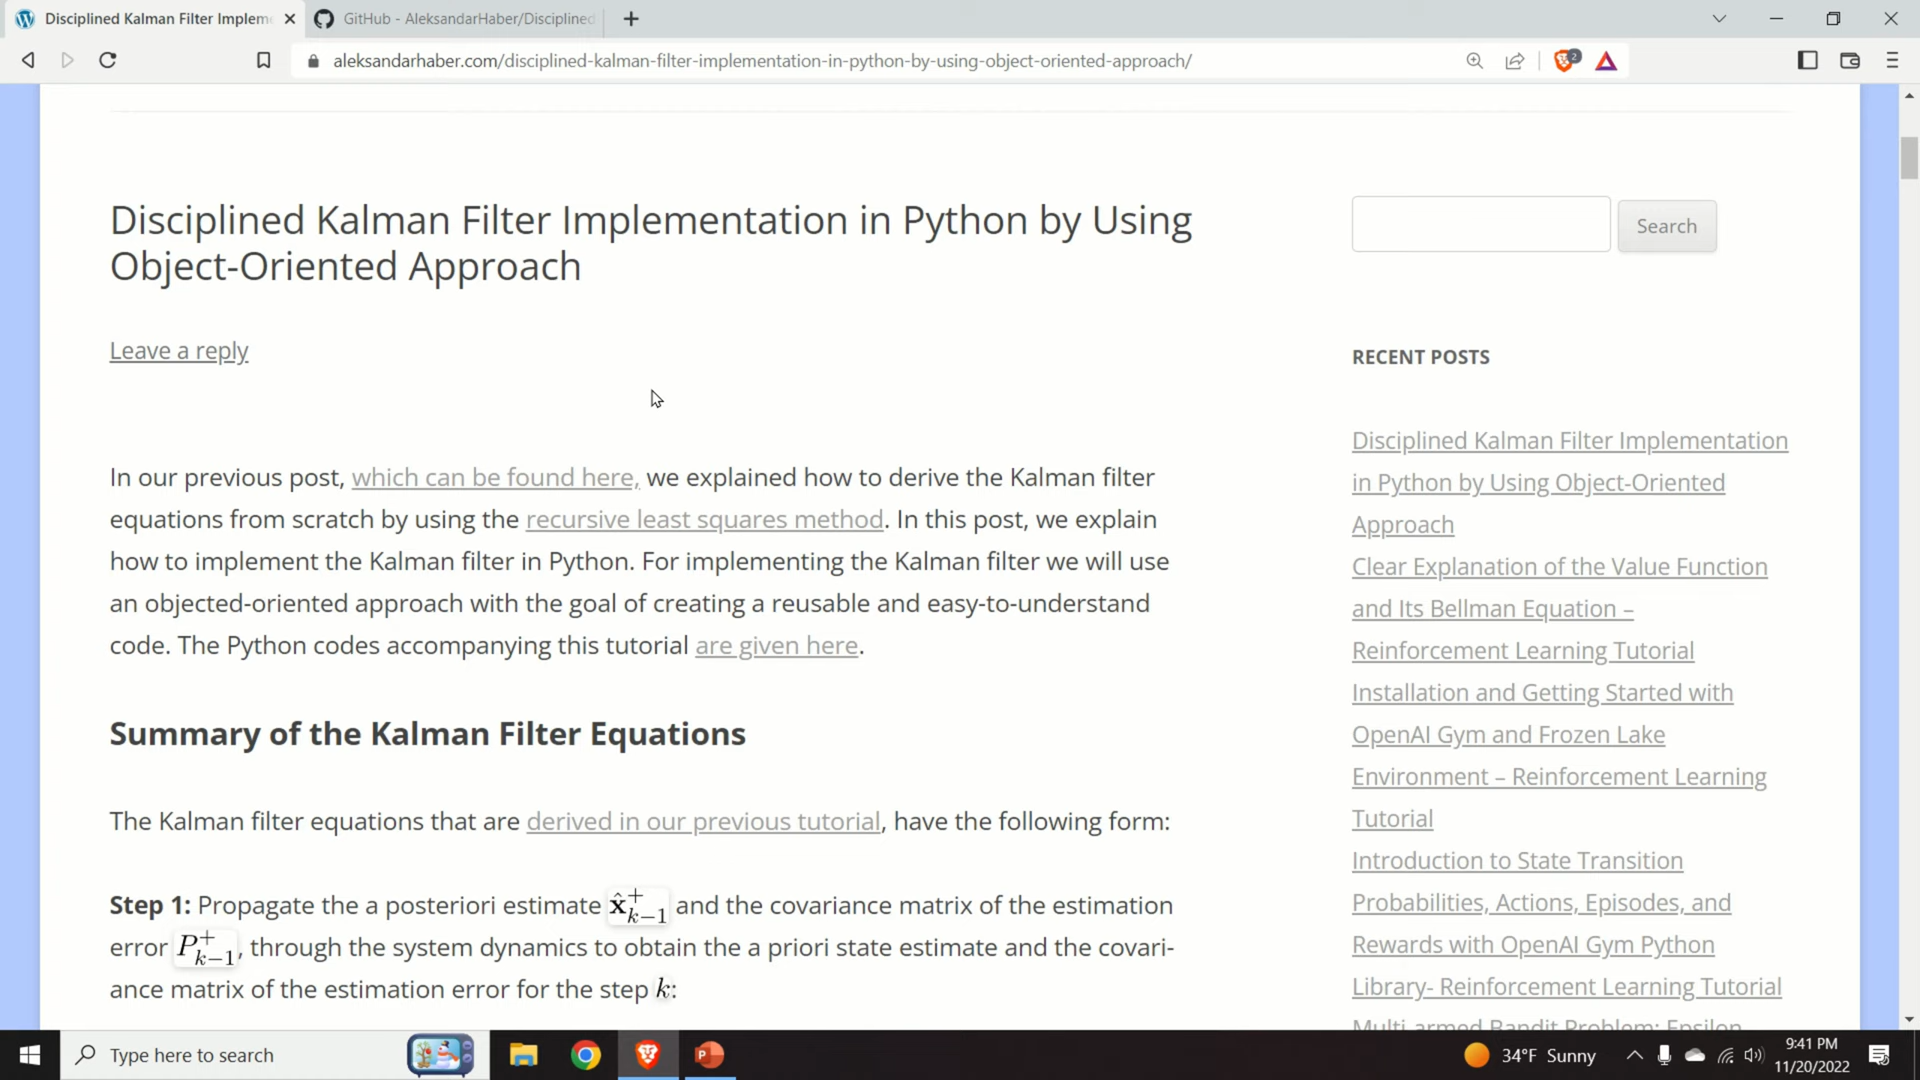 Disciplined Kalman Filter Implem
GitHub - AleksandarHaber/Disciplined
aleksandarhaber.com/disciplined-kalman-filter-implementation-in-python-by-using-object-oriented-approach/
2
Disciplined Kalman Filter Implementation in Python by Using
Object-Oriented Approach
Leave a reply
In our previous post, which can be found here, we explained how to derive the Kalman filter
equations from scratch by using the recursive least squares method. In this post, we explain
how to implement the Kalman filter in Python. For implementing the Kalman filter we will use
an objected-oriented approach with the goal of creating a reusable and easy-to-understand
code. The Python codes accompanying this tutorial are given here.
Summary of the Kalman Filter Equations
The Kalman filter equations that are derived in our previous tutorial, have the following form:
Step 1: Propagate the a posteriori estimate x̂⁺ₖ₋₁ and the covariance matrix of the estimation
error P⁺ₖ₋₁, through the system dynamics to obtain the a priori state estimate and the covari-
ance matrix of the estimation error for the step k:
Search
RECENT POSTS
Disciplined Kalman Filter Implementation
in Python by Using Object-Oriented
Approach
Clear Explanation of the Value Function
and Its Bellman Equation –
Reinforcement Learning Tutorial
Installation and Getting Started with
OpenAI Gym and Frozen Lake
Environment – Reinforcement Learning
Tutorial
Introduction to State Transition
Probabilities, Actions, Episodes, and
Rewards with OpenAI Gym Python
Library- Reinforcement Learning Tutorial
Multi-armed Bandit Problem: Epsilon
Type here to search
34°F Sunny
9:41 PM
11/20/2022